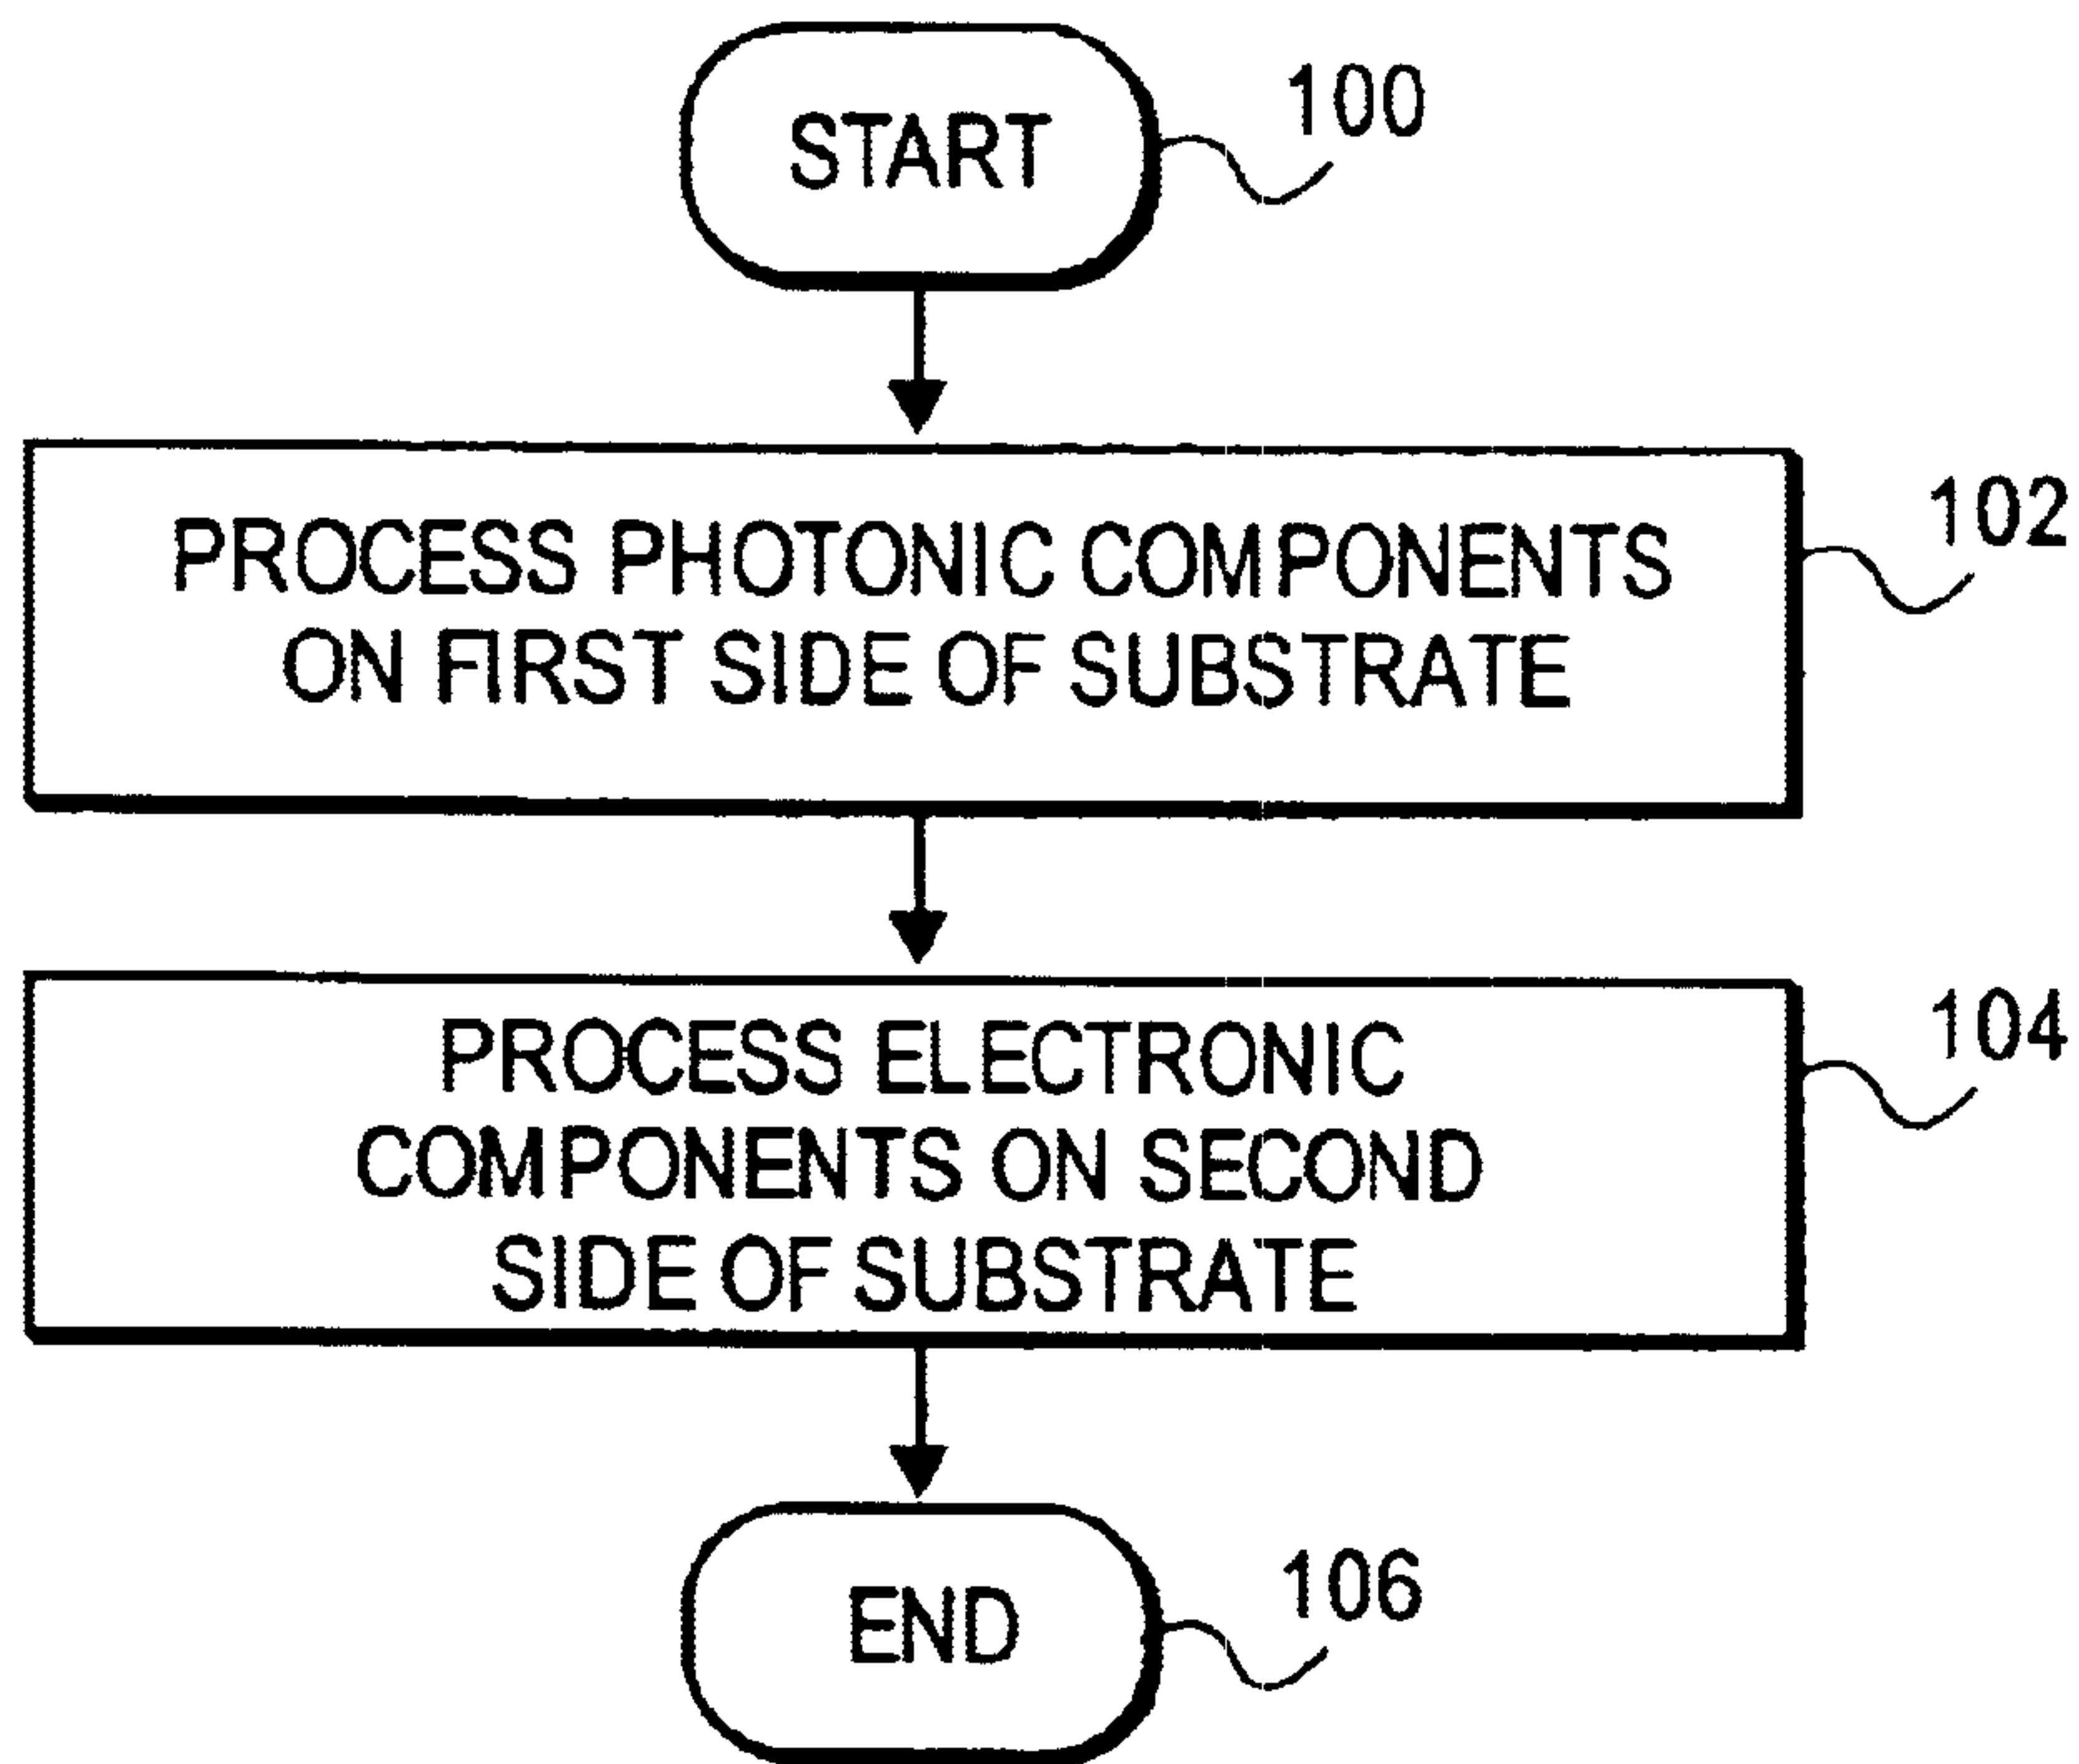 START
100
PROCESS PHOTONIC COMPONENTS
ON FIRST SIDE OF SUBSTRATE
102
PROCESS ELECTRONIC
COMPONENTS ON SECOND
SIDE OF SUBSTRATE
104
END
106